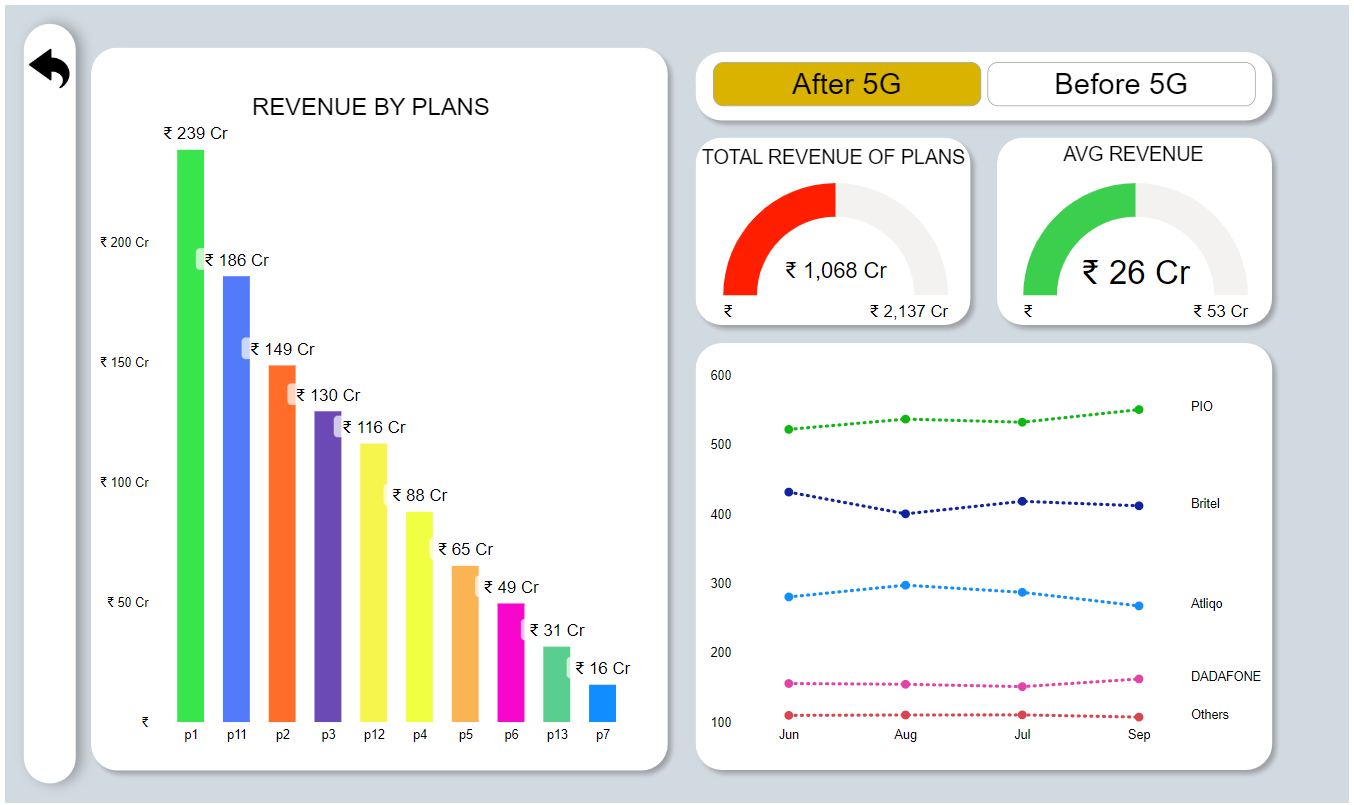 REVENUE BY PLANS
₹ 239 Cr
₹ 200 Cr
₹ 186 Cr
₹ 149 Cr
₹ 150 Cr
₹ 130 Cr
₹ 116 Cr
₹ 100 Cr
₹ 88 Cr
₹ 65 Cr
₹ 50 Cr
₹ 49 Cr
₹ 31 Cr
₹ 16 Cr
₹
p1 p11 p2 p3 p12 p4 p5 p6 p13 p7
After 5G
Before 5G
TOTAL REVENUE OF PLANS
₹ 1,068 Cr
₹ ₹ 2,137 Cr
AVG REVENUE
₹ 26 Cr
₹ ₹ 53 Cr
600
PIO
500
Britel
400
300
Atliqo
200
DADAFONE
Others
100
Jun Aug Jul Sep